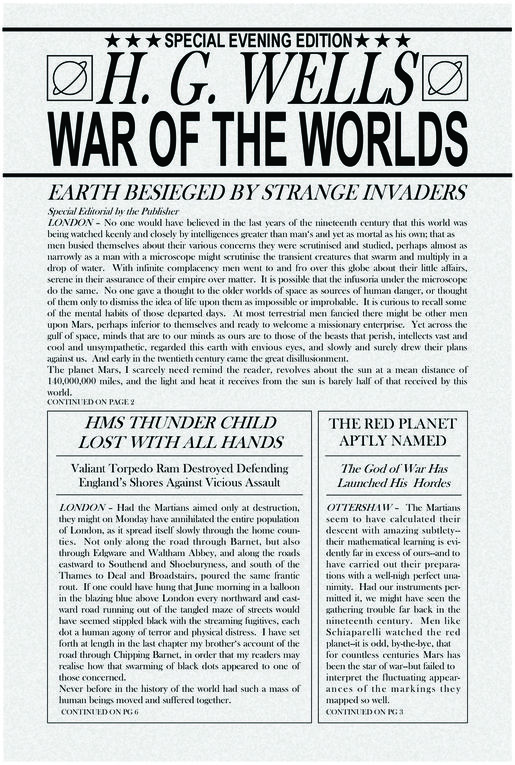 ★★★SPECIAL EVENING EDITION★★★
H. G. WELLS
WAR OF THE WORLDS
EARTH BESIEGED BY STRANGE INVADERS
Special Editorial by the Publisher
LONDON – No one would have believed in the last years of the nineteenth century that this world was
being watched keenly and closely by intelligences greater than man's and yet as mortal as his own; that as
men busied themselves about their various concerns they were scrutinised and studied, perhaps almost as
narrowly as a man with a microscope might scrutinise the transient creatures that swarm and multiply in a
drop of water. With infinite complacency men went to and fro over this globe about their little affairs,
serene in their assurance of their empire over matter. It is possible that the infusoria under the microscope
do the same. No one gave a thought to the older worlds of space as sources of human danger, or thought
of them only to dismiss the idea of life upon them as impossible or improbable. It is curious to recall some
of the mental habits of those departed days. At most terrestrial men fancied there might be other men
upon Mars, perhaps inferior to themselves and ready to welcome a missionary enterprise. Yet across the
gulf of space, minds that are to our minds as ours are to those of the beasts that perish, intellects vast and
cool and unsympathetic, regarded this earth with envious eyes, and slowly and surely drew their plans
against us. And early in the twentieth century came the great disillusionment.
The planet Mars, I scarcely need remind the reader, revolves about the sun at a mean distance of
140,000,000 miles, and the light and heat it receives from the sun is barely half of that received by this
world.
CONTINUED ON PAGE 2
HMS THUNDER CHILD
LOST WITH ALL HANDS
Valiant Torpedo Ram Destroyed Defending
England's Shores Against Vicious Assault
LONDON – Had the Martians aimed only at destruction,
they might on Monday have annihilated the entire population
of London, as it spread itself slowly through the home coun-
ties. Not only along the road through Barnet, but also
through Edgware and Waltham Abbey, and along the roads
eastward to Southend and Shoeburyness, and south of the
Thames to Deal and Broadstairs, poured the same frantic
rout. If one could have hung that June morning in a balloon
in the blazing blue above London every northward and east-
ward road running out of the tangled maze of streets would
have seemed stippled black with the streaming fugitives, each
dot a human agony of terror and physical distress. I have set
forth at length in the last chapter my brother's account of the
road through Chipping Barnet, in order that my readers may
realise how that swarming of black dots appeared to one of
those concerned.
Never before in the history of the world had such a mass of
human beings moved and suffered together.
CONTINUED ON PG 6
THE RED PLANET
APTLY NAMED
The God of War Has
Launched His Hordes
OTTERSHAW – The Martians
seem to have calculated their
descent with amazing subtlety--
their mathematical learning is evi-
dently far in excess of ours--and to
have carried out their prepara-
tions with a well-nigh perfect una-
nimity. Had our instruments per-
mitted it, we might have seen the
gathering trouble far back in the
nineteenth century. Men like
Schiaparelli watched the red
planet--it is odd, by-the-bye, that
for countless centuries Mars has
been the star of war--but failed to
interpret the fluctuating appear-
ances of the markings they
mapped so well.
CONTINUED ON PG 3